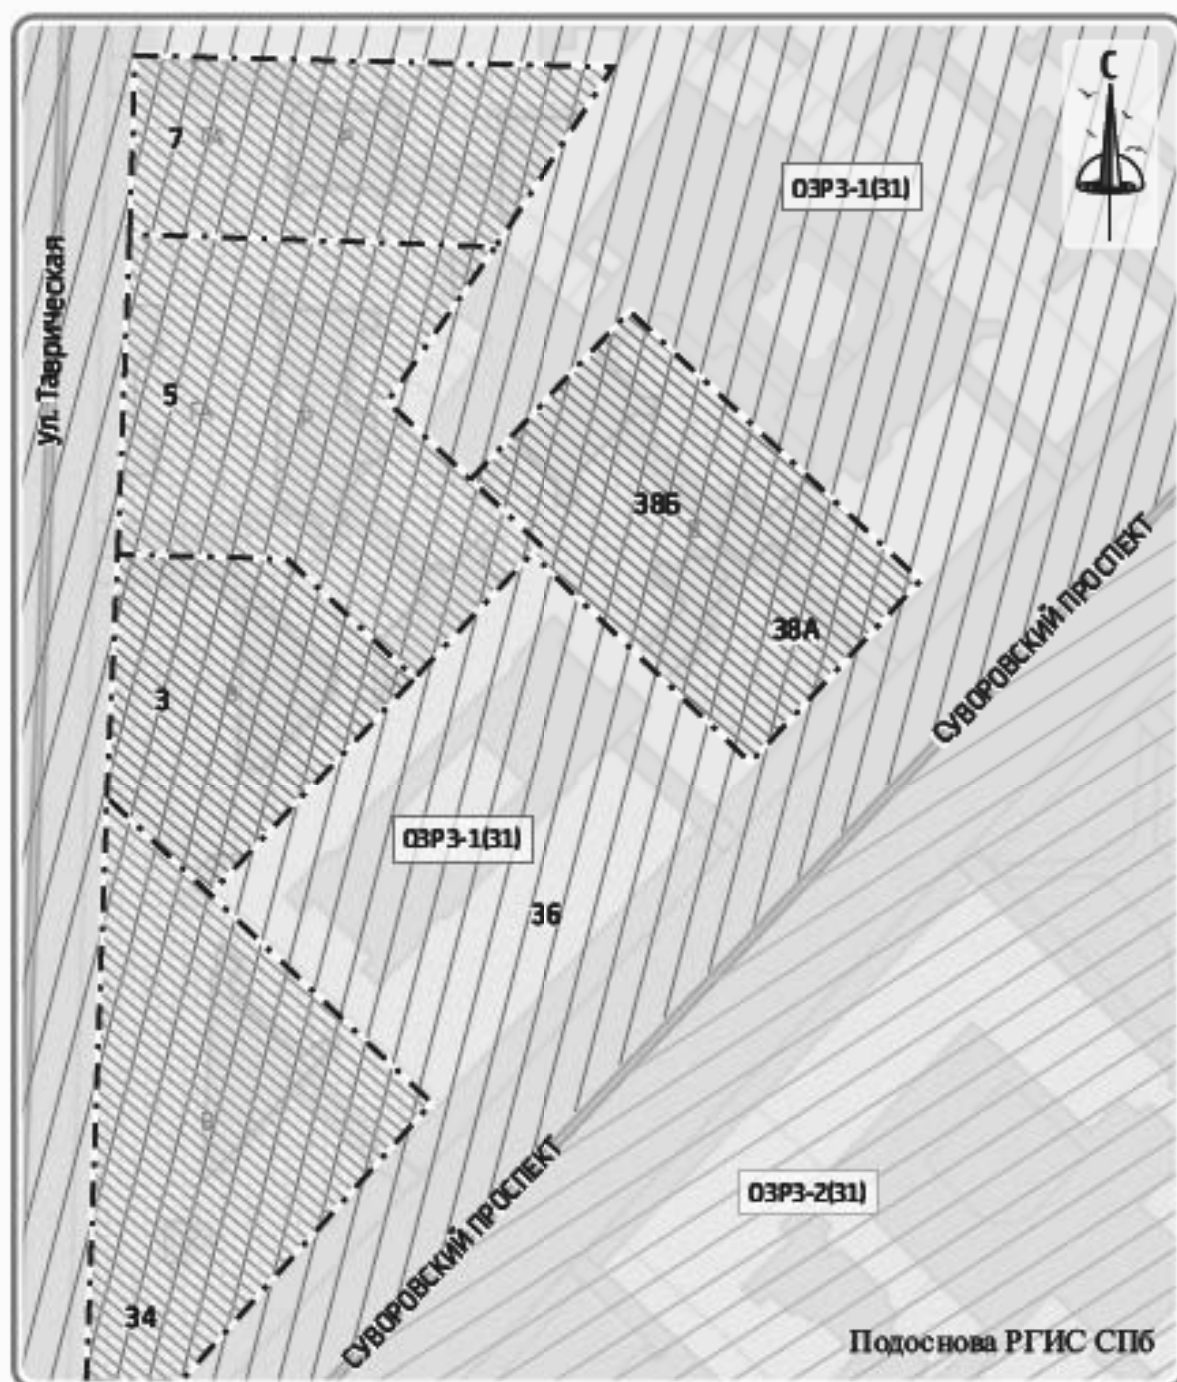 С
7
ОЗРЗ-1(31)
Ул. Таврическая
5
38Б
38А
СУВОРОВСКИЙ ПРОСПЕКТ
3
ОЗРЗ-1(31)
36
СУВОРОВСКИЙ ПРОСПЕКТ
ОЗРЗ-2(31)
34
Подоснова РГИС СПб